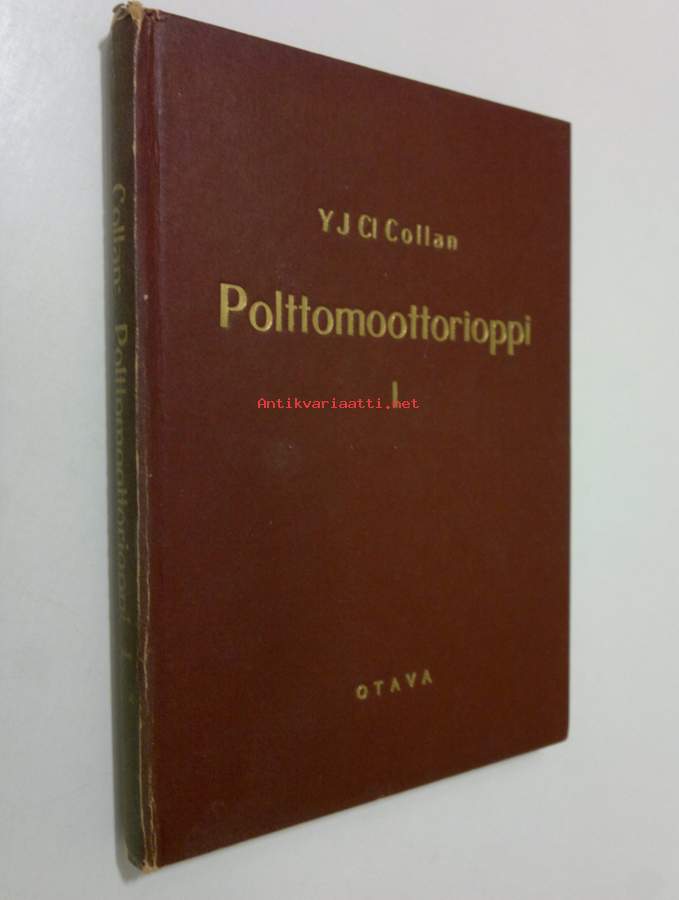 Y J Cl Collan
Polttomoottorioppi
I
Antikvariaatti.net
OTAVA
Collan: Polttomoottorioppi I